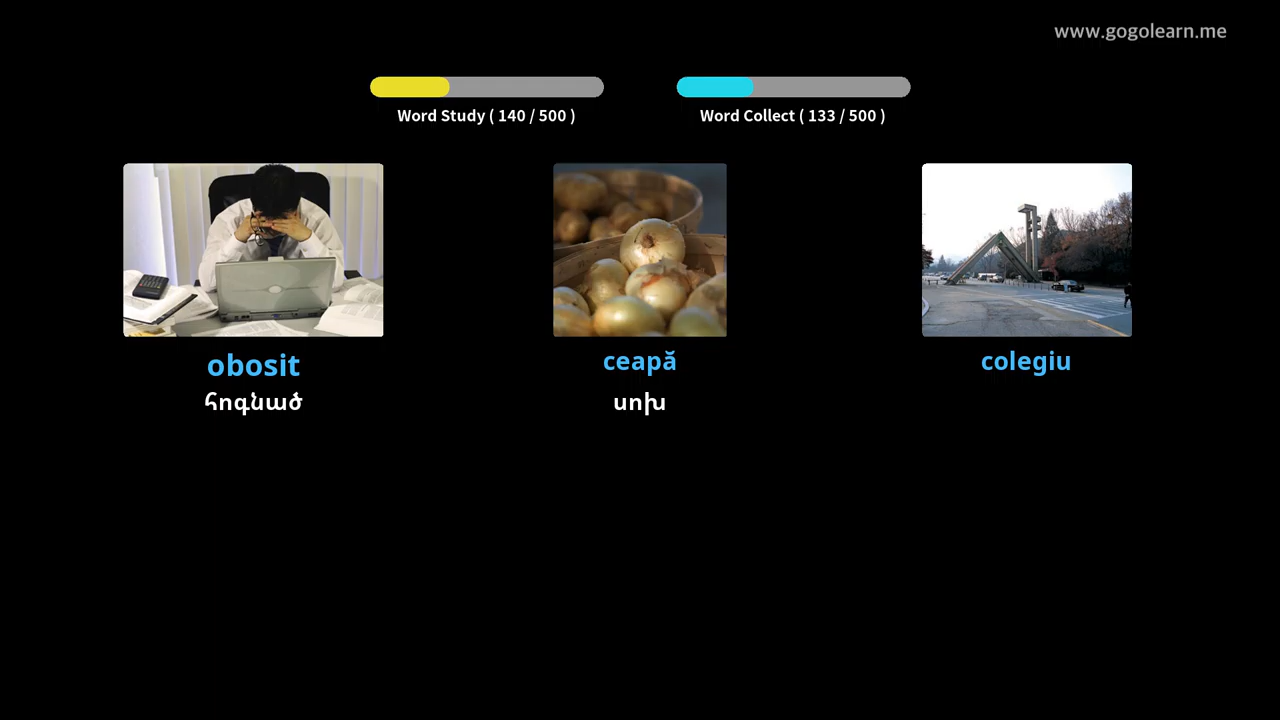 www.gogolearn.me
Word Study ( 140 / 500 )
Word Collect ( 133 / 500 )
obosit
հոգնած
ceapă
սոխ
colegiu